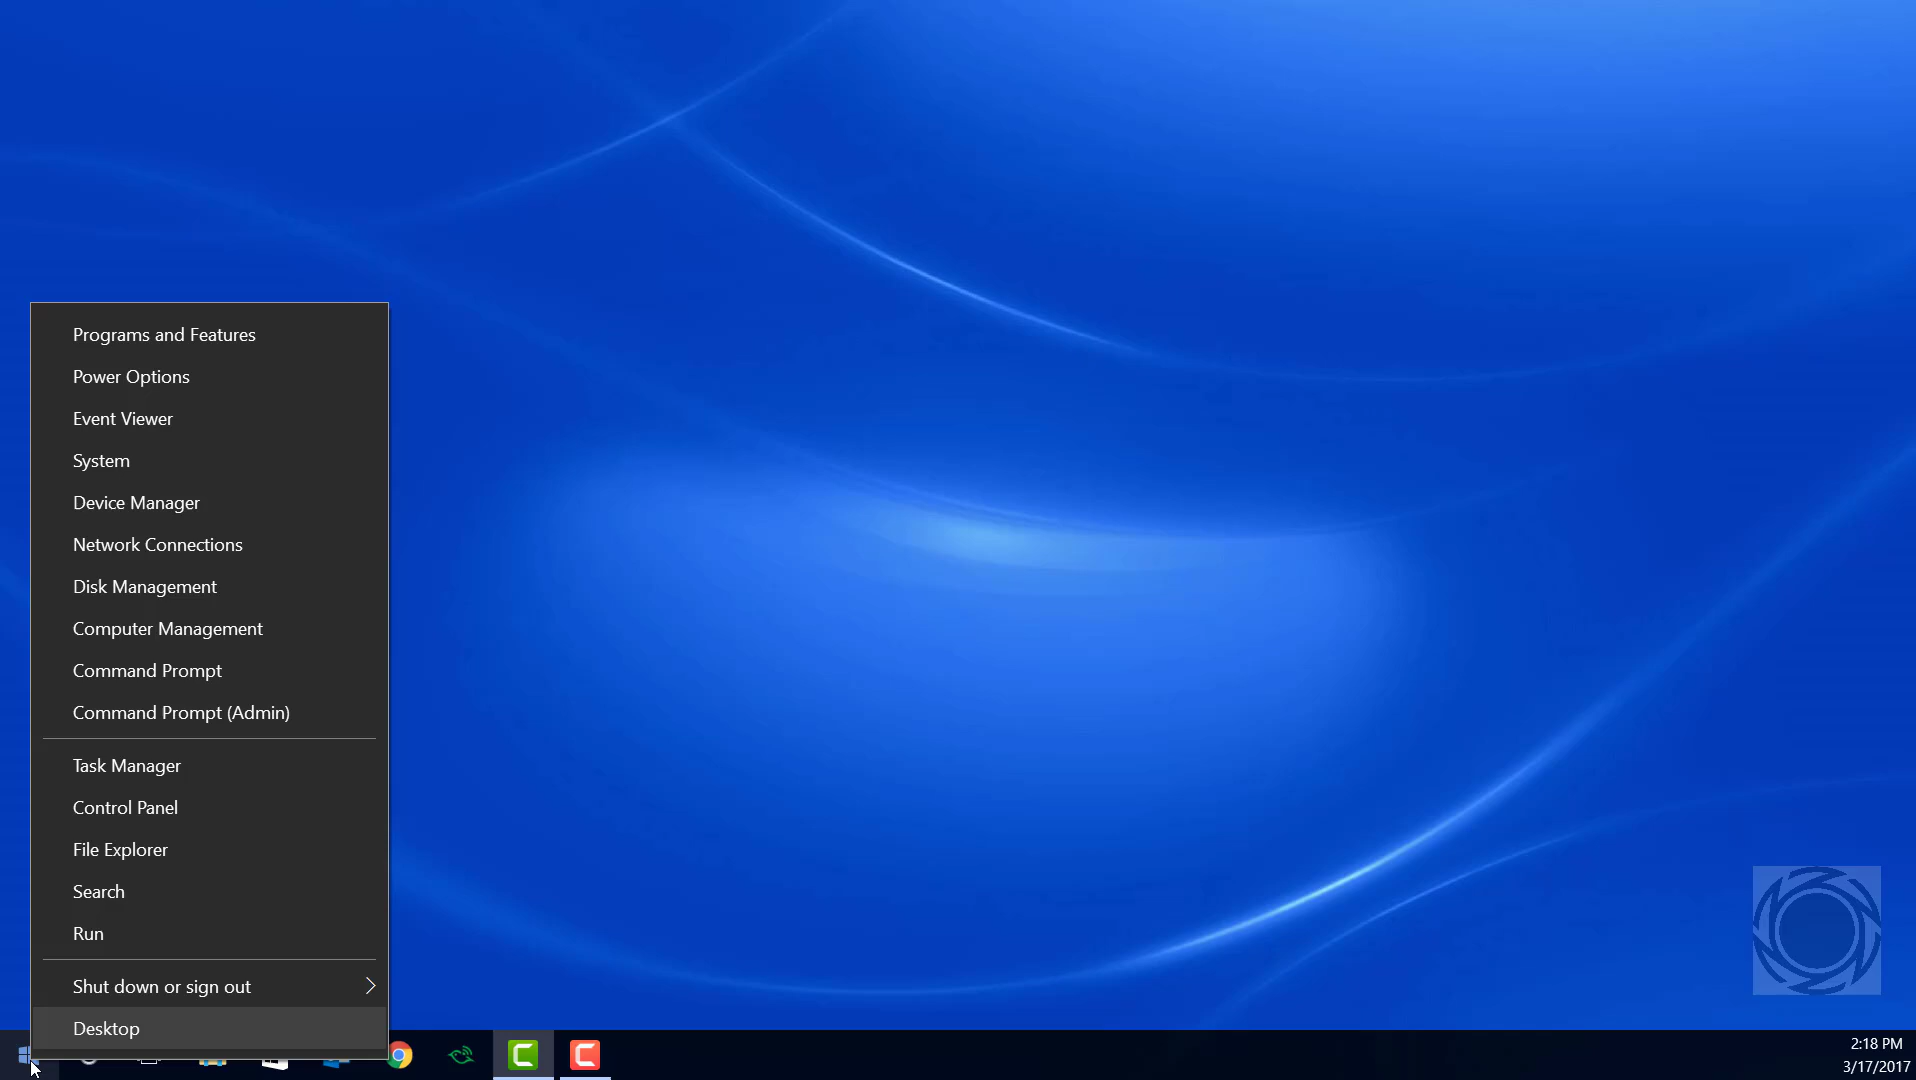 Programs and Features
Power Options
Event Viewer
System
Device Manager
Network Connections
Disk Management
Computer Management
Command Prompt
Command Prompt (Admin)
Task Manager
Control Panel
File Explorer
Search
Run
Shut down or sign out
Desktop
2:18 PM
3/17/2017